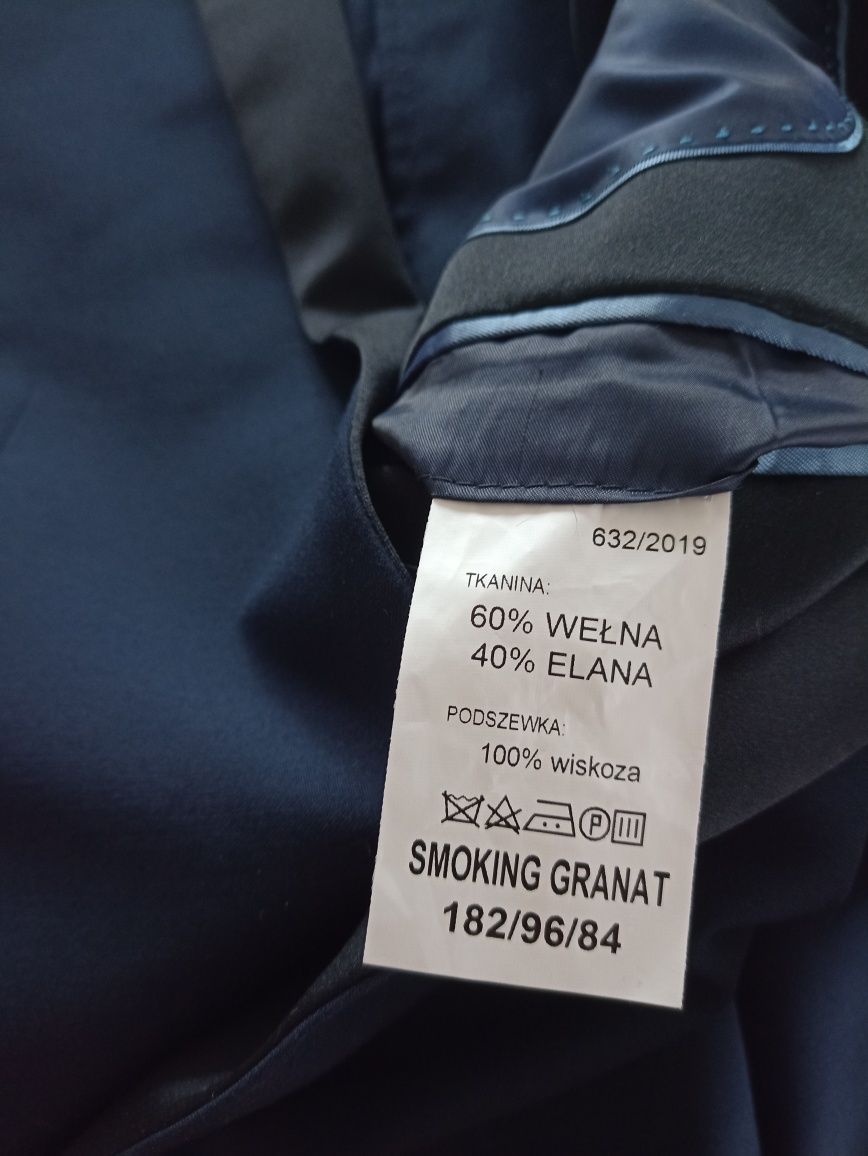 632/2019
TKANINA:
60% WEŁNA
40% ELANA
PODSZEWKA:
100% wiskoza
P
SMOKING GRANAT
182/96/84